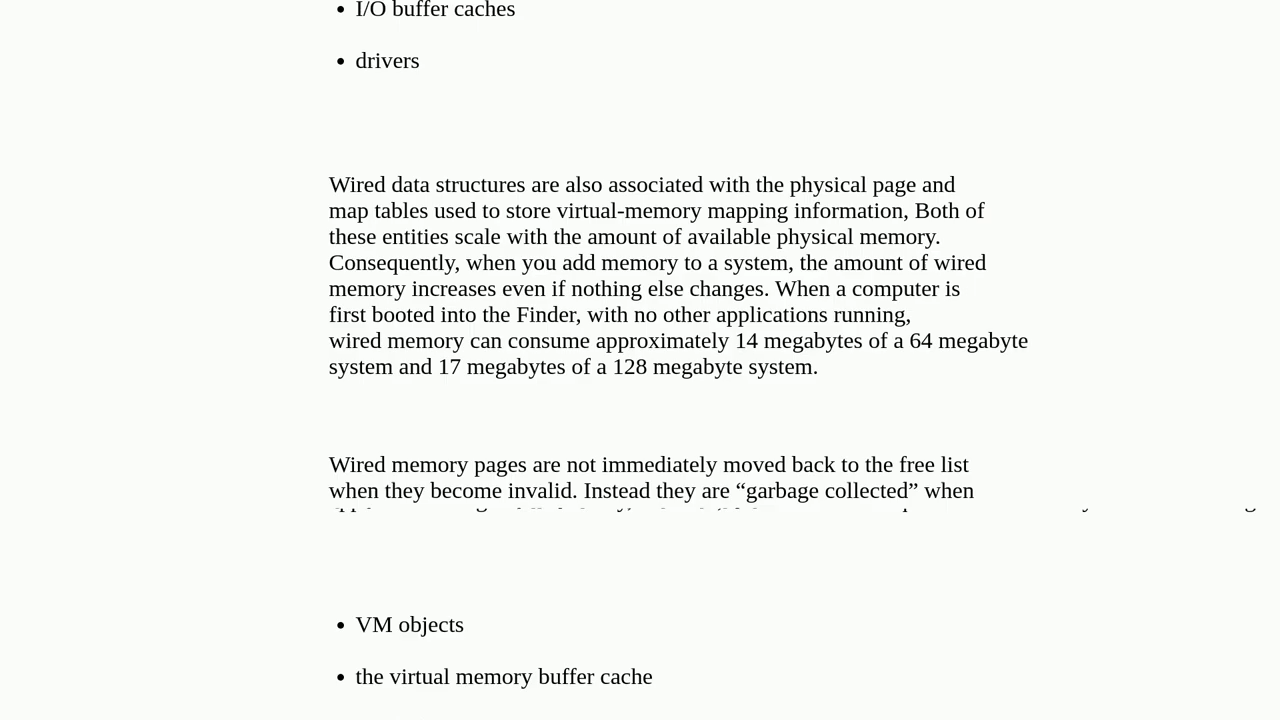 • I/O buffer caches
• drivers
Wired data structures are also associated with the physical page and
map tables used to store virtual-memory mapping information, Both of
these entities scale with the amount of available physical memory.
Consequently, when you add memory to a system, the amount of wired
memory increases even if nothing else changes. When a computer is
first booted into the Finder, with no other applications running,
wired memory can consume approximately 14 megabytes of a 64 megabyte
system and 17 megabytes of a 128 megabyte system.
Wired memory pages are not immediately moved back to the free list
when they become invalid. Instead they are “garbage collected” when
• VM objects
• the virtual memory buffer cache